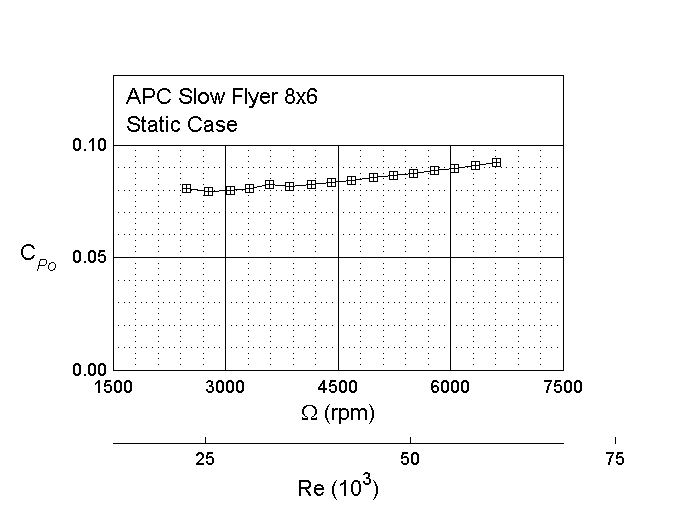 APC Slow Flyer 8x6
Static Case
0.10
C_Po 0.05
0.00
1500 3000 4500 6000 7500
Ω (rpm)
25 50 75
Re (10³)